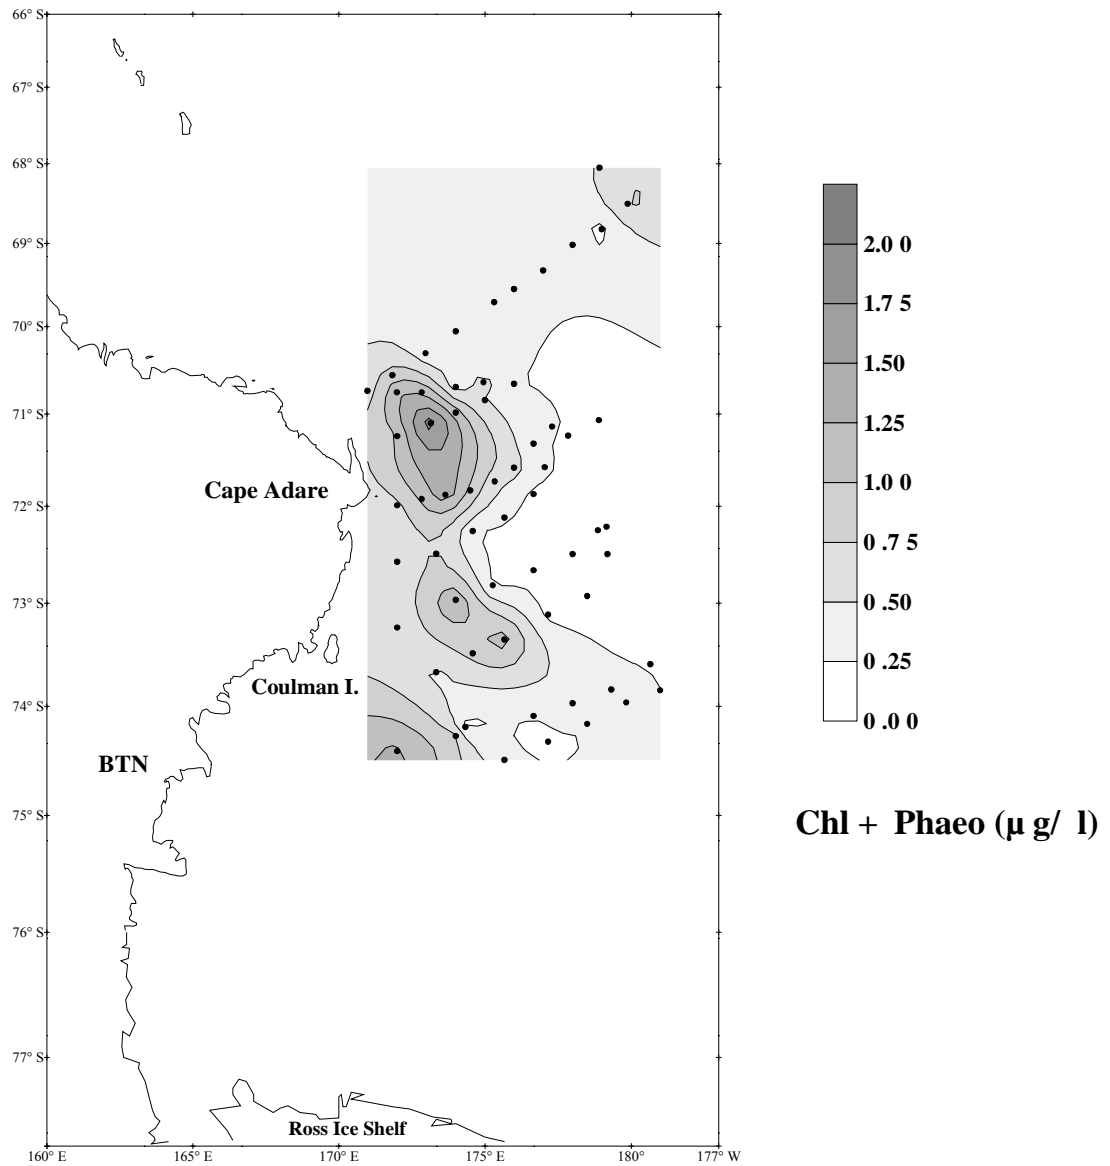 66° S
67° S
68° S
69° S
70° S
71° S
72° S
73° S
74° S
75° S
76° S
77° S
160° E
165° E
170° E
175° E
180°
177° W
Cape Adare
Coulman I.
BTN
Ross Ice Shelf
2.0 0
1.7 5
1.50
1.25
1.0 0
0 .7 5
0 .50
0 .25
0 .0 0
Chl + Phaeo (µ g/ l)